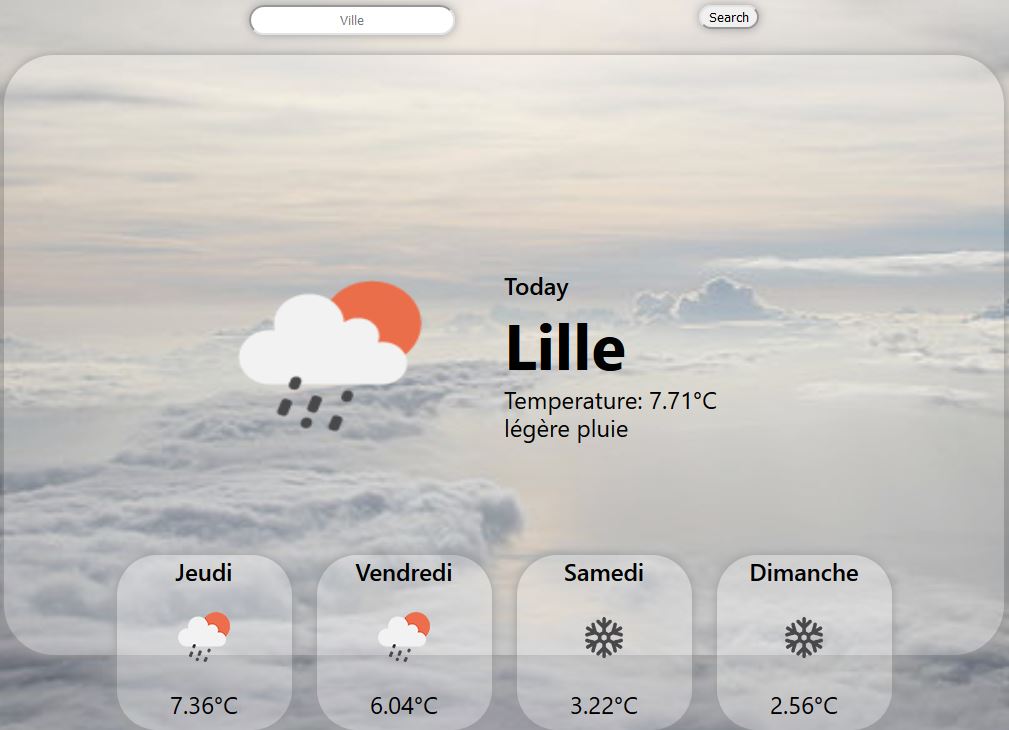 Ville
Search
Today
Lille
Temperature: 7.71°C
légère pluie
Jeudi
Vendredi
Samedi
Dimanche
7.36°C
6.04°C
3.22°C
2.56°C